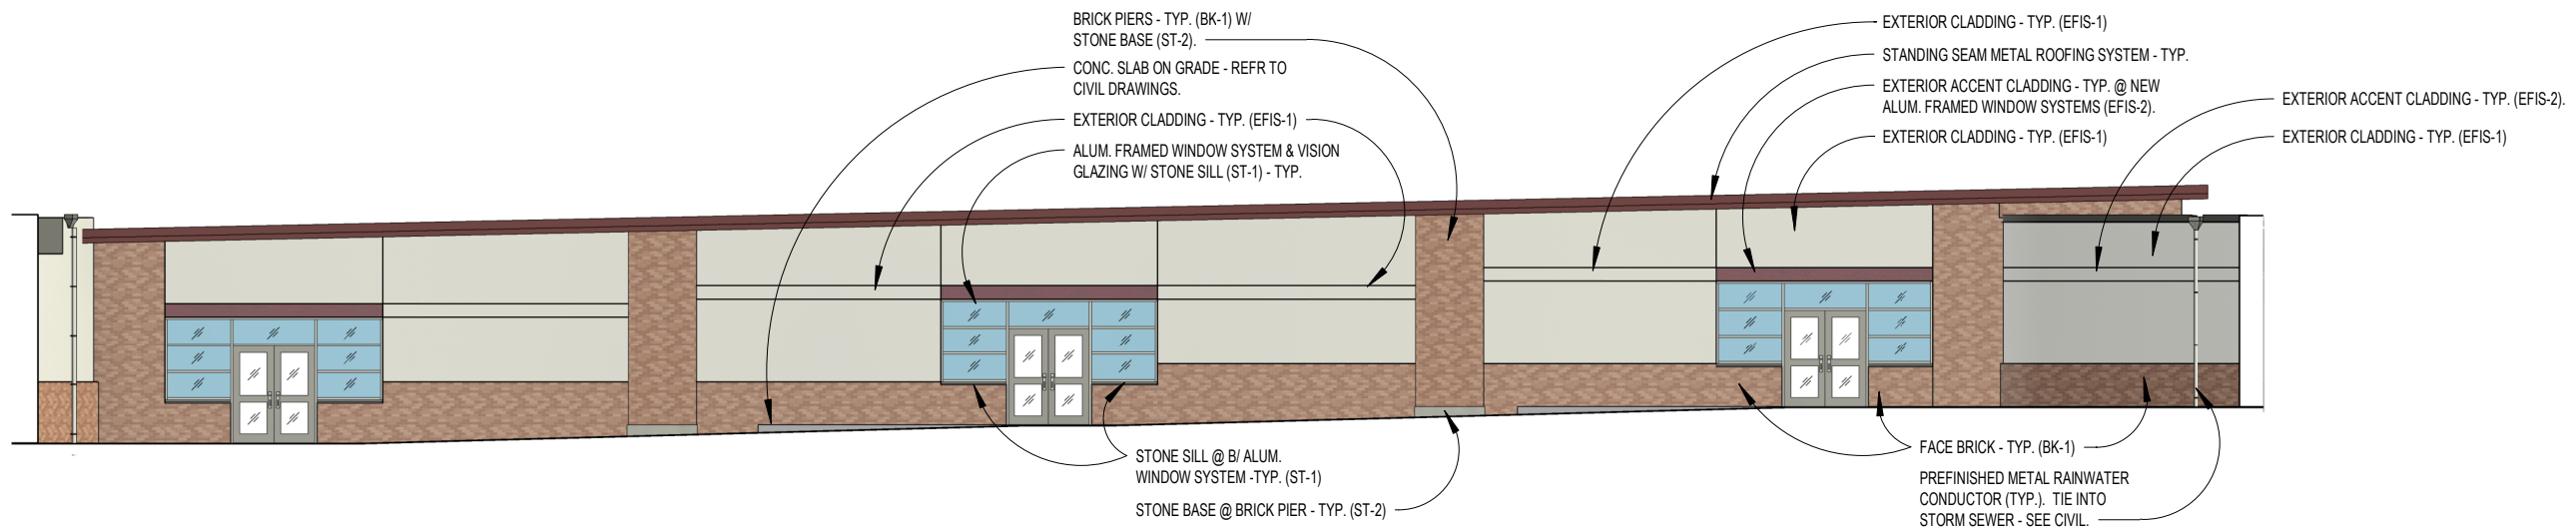 BRICK PIERS - TYP. (BK-1) W/
STONE BASE (ST-2).
CONC. SLAB ON GRADE - REFR TO
CIVIL DRAWINGS.
EXTERIOR CLADDING - TYP. (EFIS-1)
ALUM. FRAMED WINDOW SYSTEM & VISION
GLAZING W/ STONE SILL (ST-1) - TYP.
EXTERIOR CLADDING - TYP. (EFIS-1)
STANDING SEAM METAL ROOFING SYSTEM - TYP.
EXTERIOR ACCENT CLADDING - TYP. @ NEW
ALUM. FRAMED WINDOW SYSTEMS (EFIS-2).
EXTERIOR CLADDING - TYP. (EFIS-1)
EXTERIOR ACCENT CLADDING - TYP. (EFIS-2).
EXTERIOR CLADDING - TYP. (EFIS-1)
STONE SILL @ B/ ALUM.
WINDOW SYSTEM -TYP. (ST-1)
STONE BASE @ BRICK PIER - TYP. (ST-2)
FACE BRICK - TYP. (BK-1)
PREFINISHED METAL RAINWATER
CONDUCTOR (TYP.).  TIE INTO
STORM SEWER - SEE CIVIL.